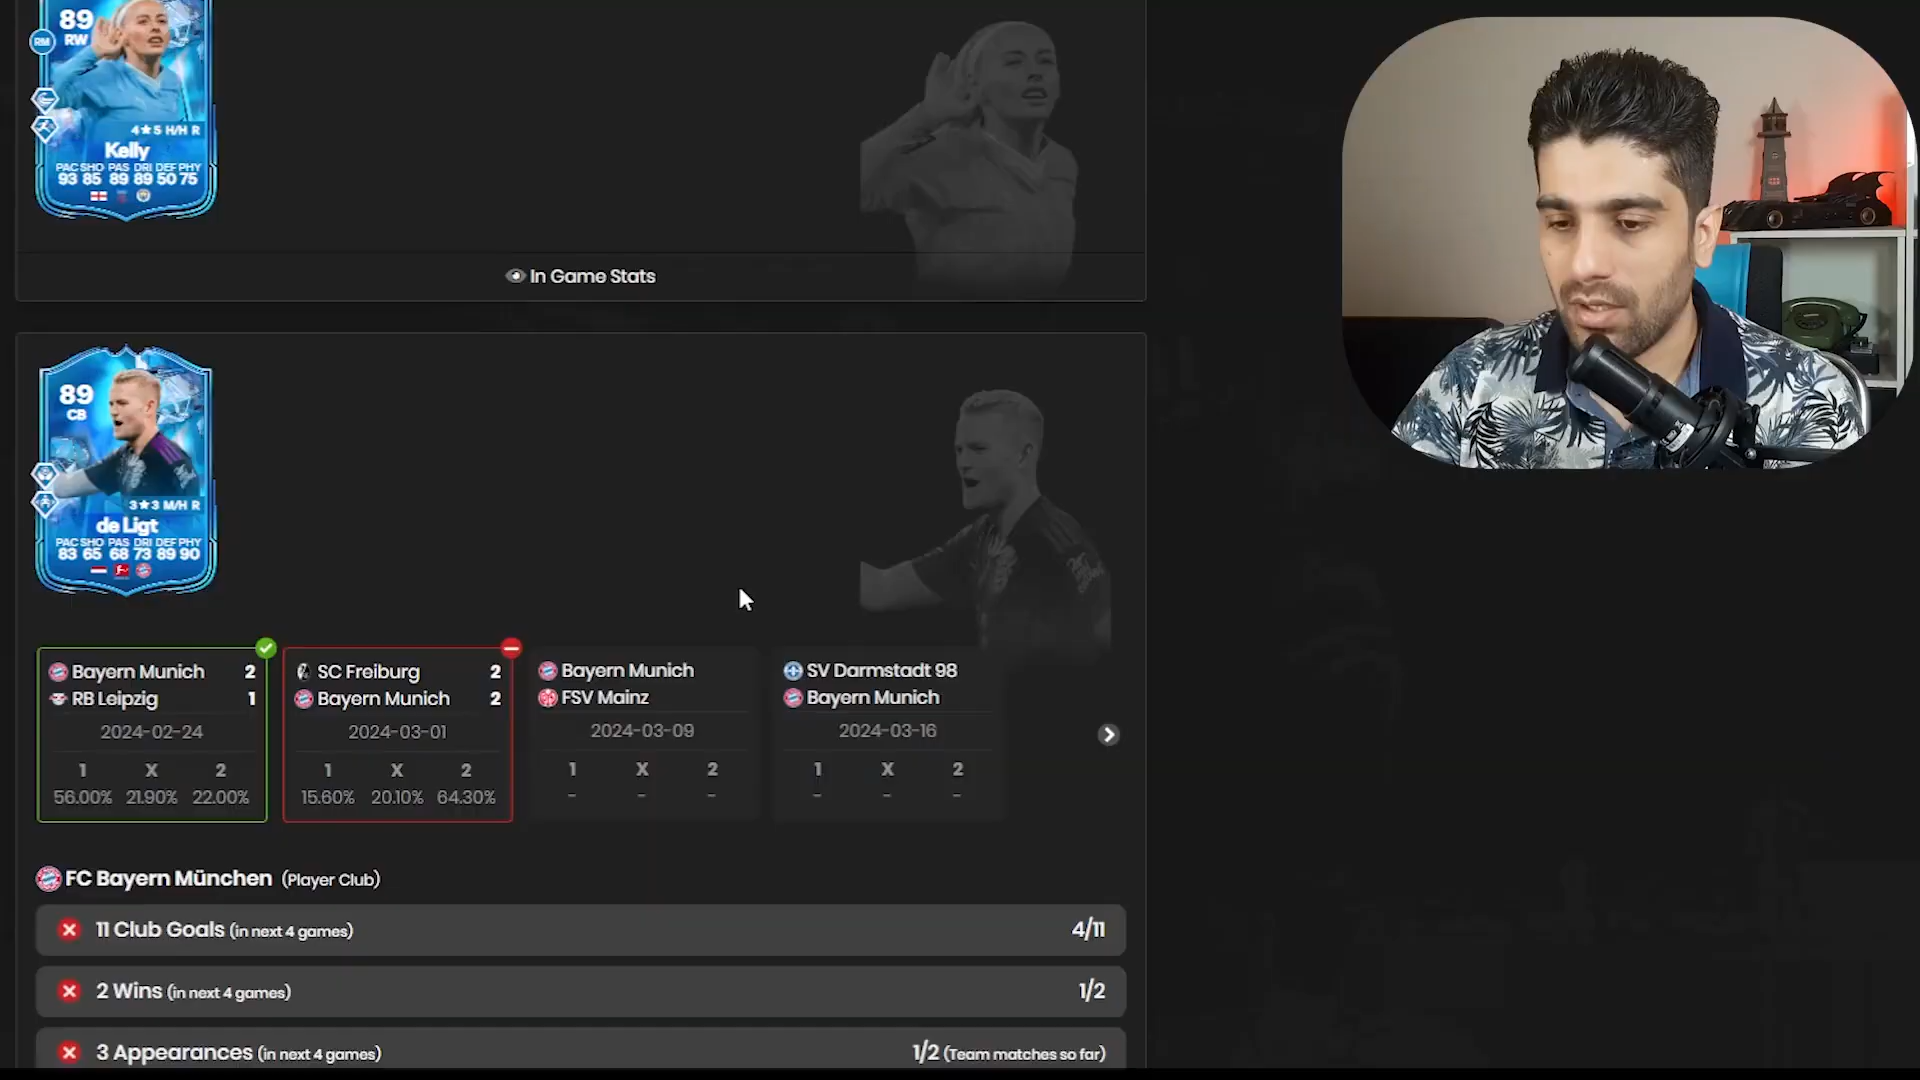 89
RW
RM
4★5 H/H R
Kelly
PAC SHO PAS DRI DEF PHY
93 85 89 89 50 75
In Game Stats
89
CB
3★3 M/H R
de Ligt
PAC SHO PAS DRI DEF PHY
83 65 68 73 89 90
Bayern Munich 2
RB Leipzig 1
2024-02-24
1 X 2
56.00% 21.90% 22.00%
SC Freiburg 2
Bayern Munich 2
2024-03-01
1 X 2
15.60% 20.10% 64.30%
Bayern Munich
FSV Mainz
2024-03-09
1 X 2
- - -
SV Darmstadt 98
Bayern Munich
2024-03-16
1 X 2
- - -
FC Bayern München (Player Club)
11 Club Goals (in next 4 games) 4/11
2 Wins (in next 4 games) 1/2
3 Appearances (in next 4 games) 1/2 (Team matches so far)